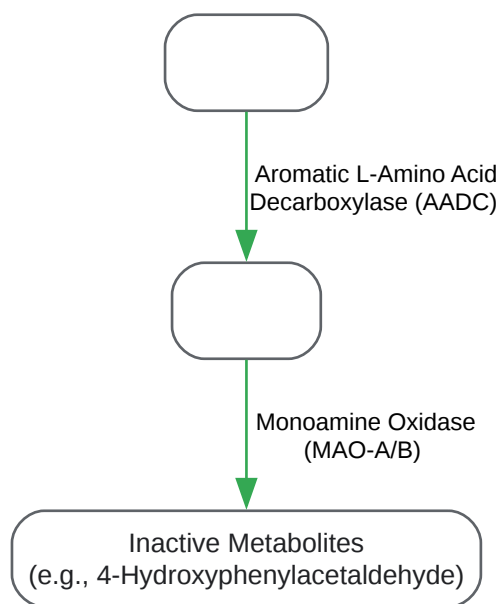 Aromatic L-Amino Acid
Decarboxylase (AADC)
Monoamine Oxidase
(MAO-A/B)
Inactive Metabolites
(e.g., 4-Hydroxyphenylacetaldehyde)